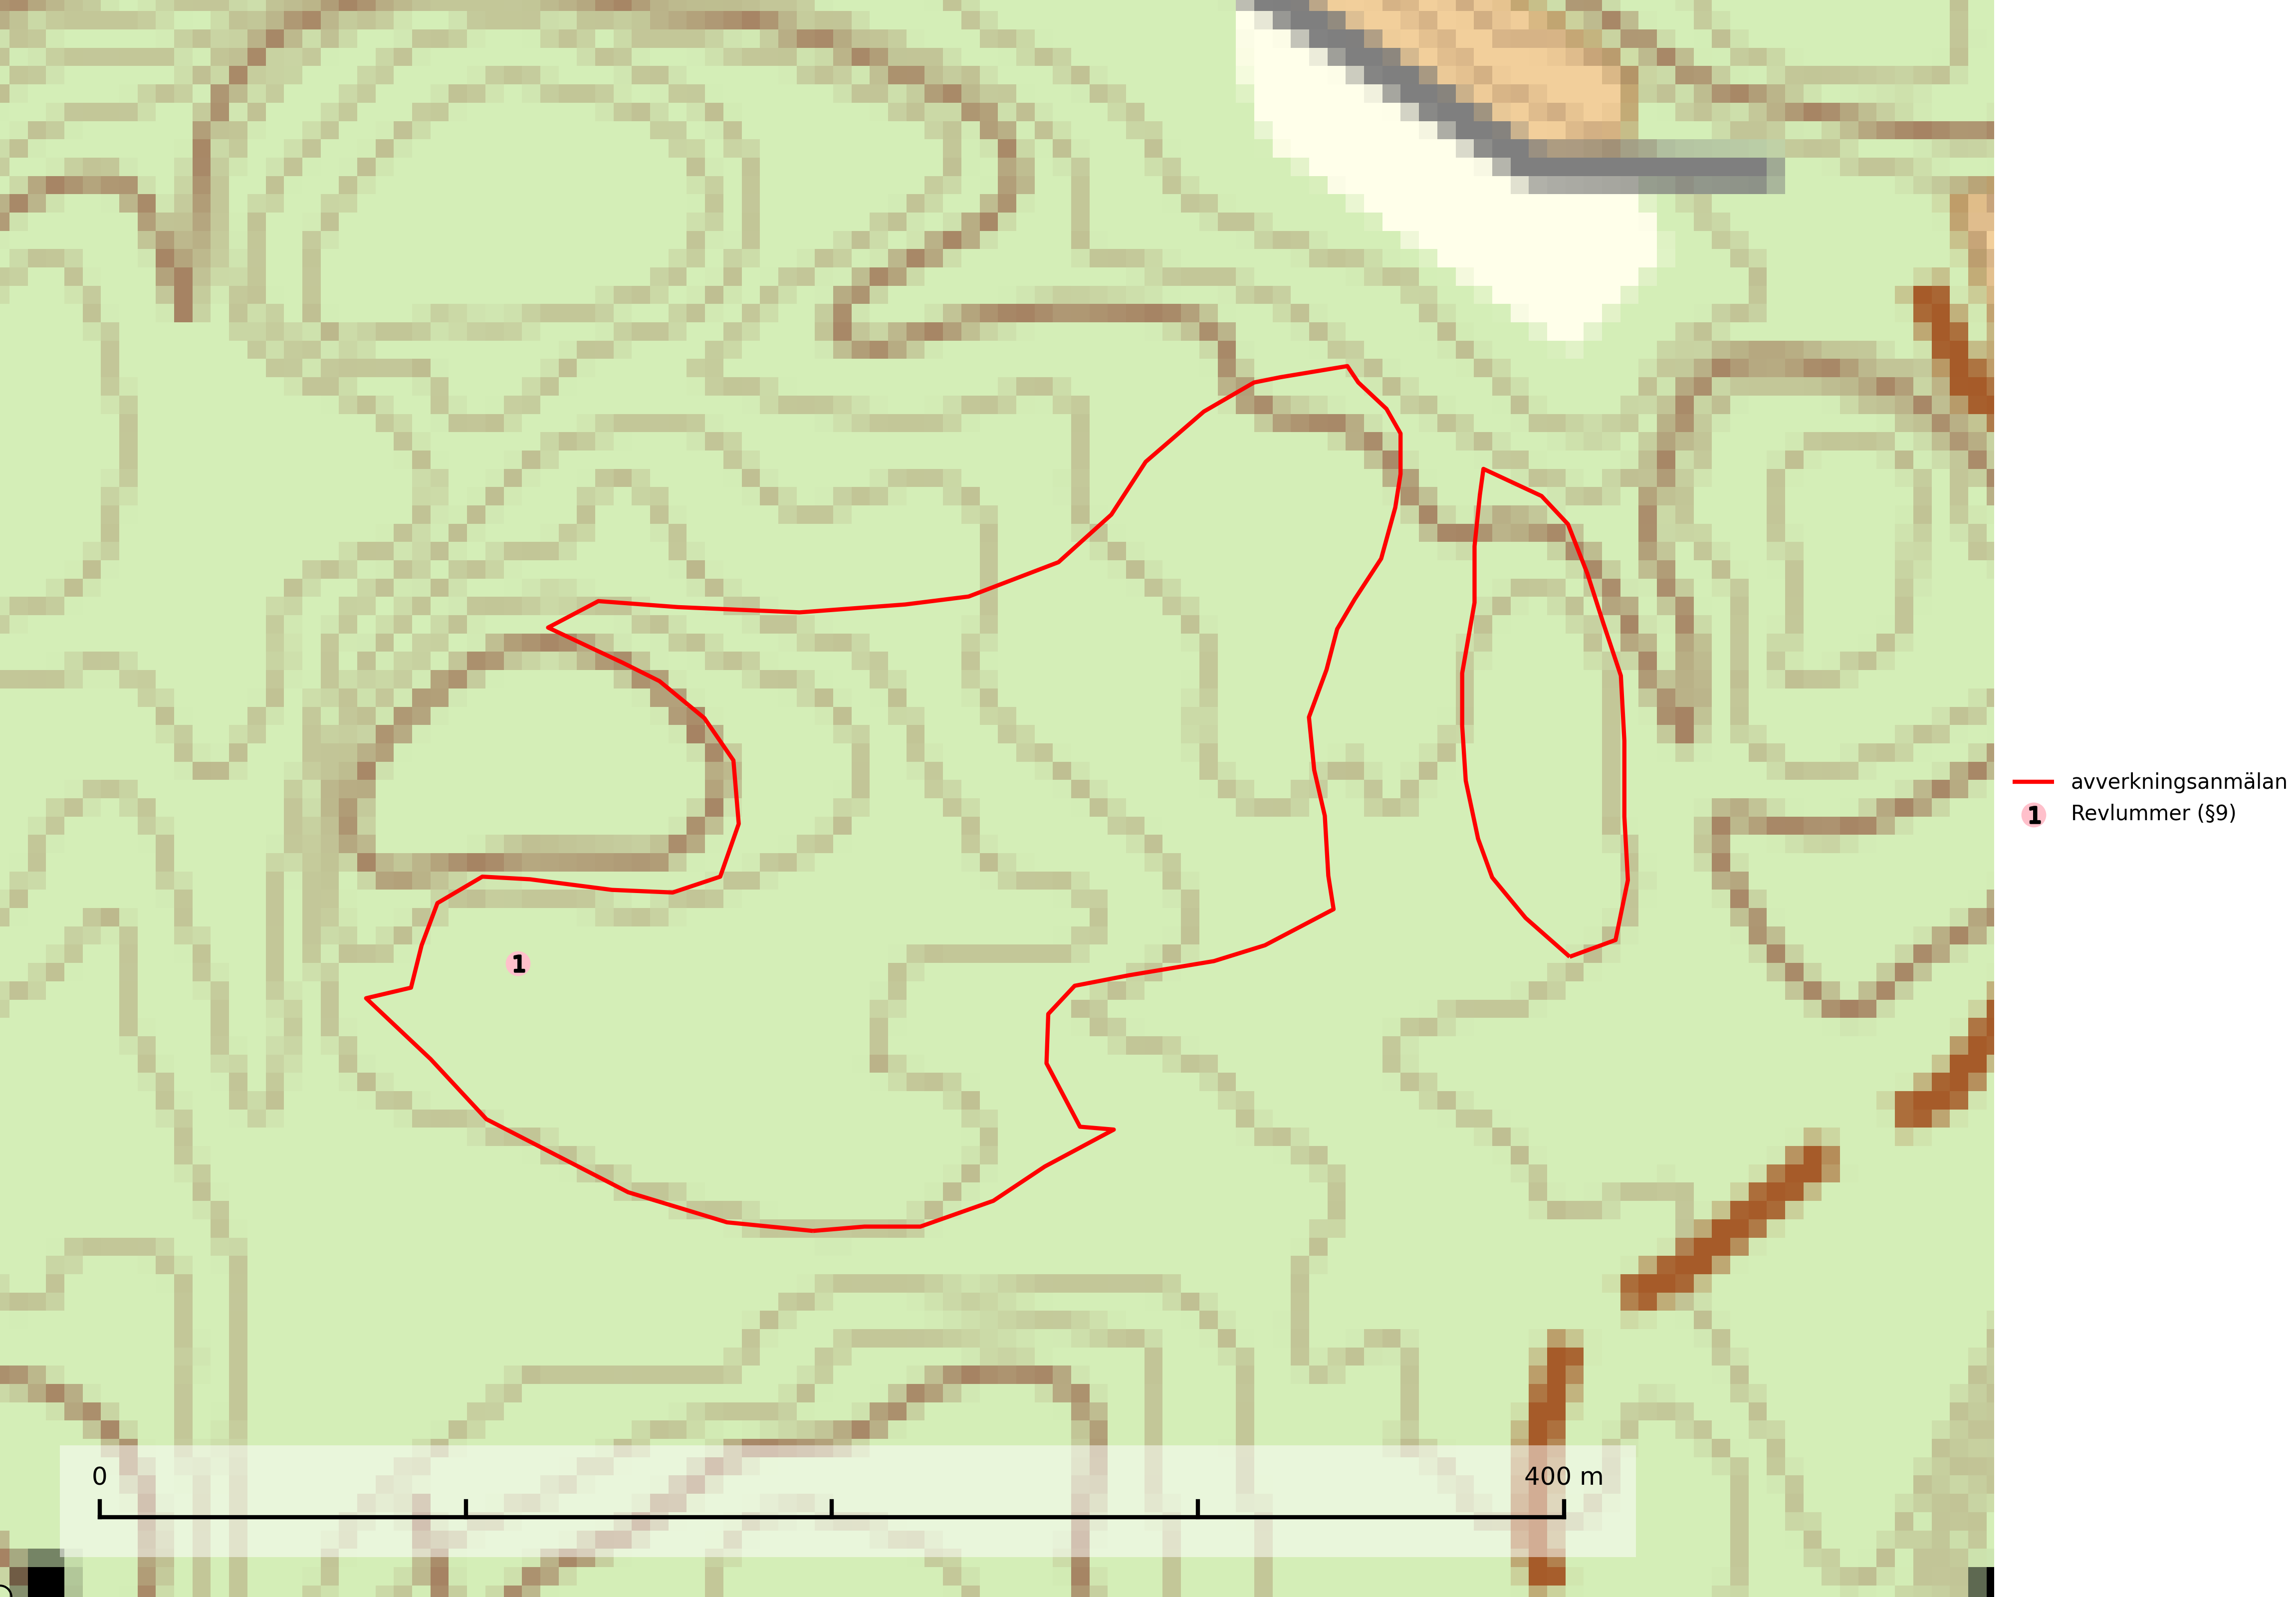 avverkningsanmälan
1 Revlummer (§9)
1
0 400 m